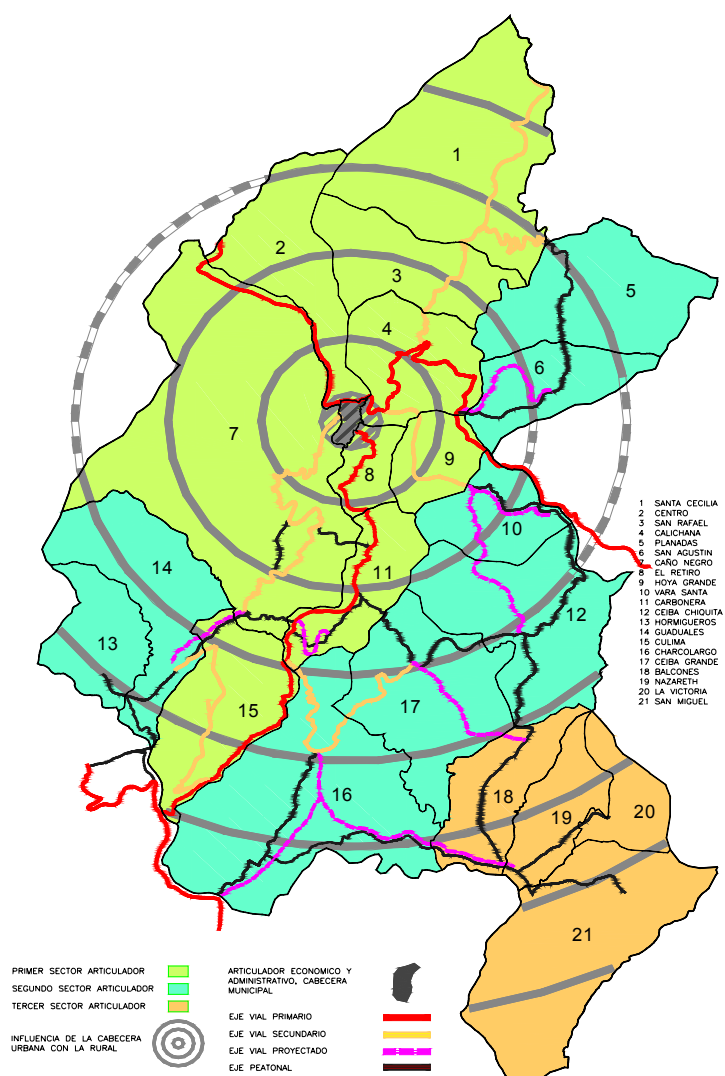 1
2
3
5
4
6
7
9
8
10
14
11
12
13
17
15
16
18
19
20
21
1 SANTA CECILIA
2 CENTRO
3 SAN RAFAEL
4 CALICHANA
5 PLANADAS
6 SAN AGUSTIN
7 CAÑO NEGRO
8 EL RETIRO
9 HOYA GRANDE
10 VARA SANTA
11 CARBONERA
12 CEIBA CHIQUITA
13 HORMIGUEROS
14 GUADUALES
15 CULIMA
16 CHARCOLARGO
17 CEIBA GRANDE
18 BALCONES
19 NAZARETH
20 LA VICTORIA
21 SAN MIGUEL
PRIMER SECTOR ARTICULADOR
SEGUNDO SECTOR ARTICULADOR
TERCER SECTOR ARTICULADOR
INFLUENCIA DE LA CABECERA
URBANA CON LA RURAL
ARTICULADOR ECONOMICO Y
ADMINISTRATIVO, CABECERA
MUNICIPAL
EJE VIAL PRIMARIO
EJE VIAL SECUNDARIO
EJE VIAL PROYECTADO
EJE PEATONAL